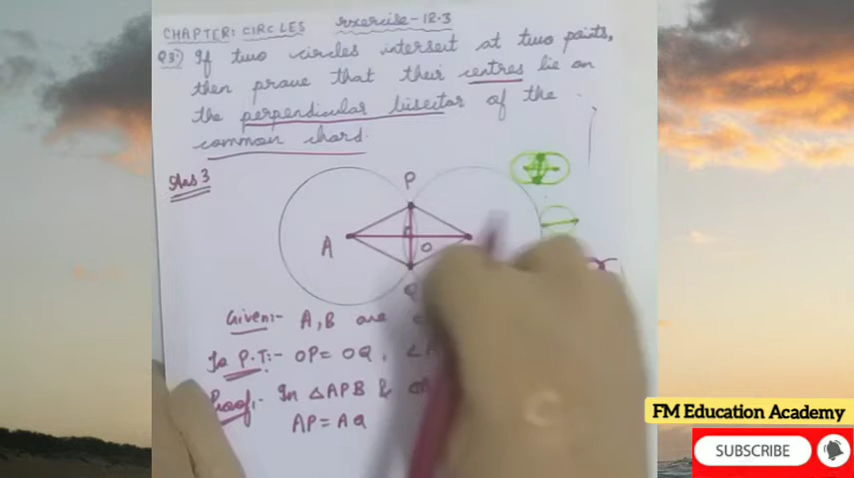 CHAPTER: CIRCLES Exercise-12.3
Q3:) If two circles intersect at two points,
then prove that their centres lie on
the perpendicular bisector of the
common chord.
Ans 3
P
A
O
Q
Given:- A, B are
To P.T:- OP = OQ,
Proof:- In △APB &
AP = AQ
FM Education Academy
SUBSCRIBE